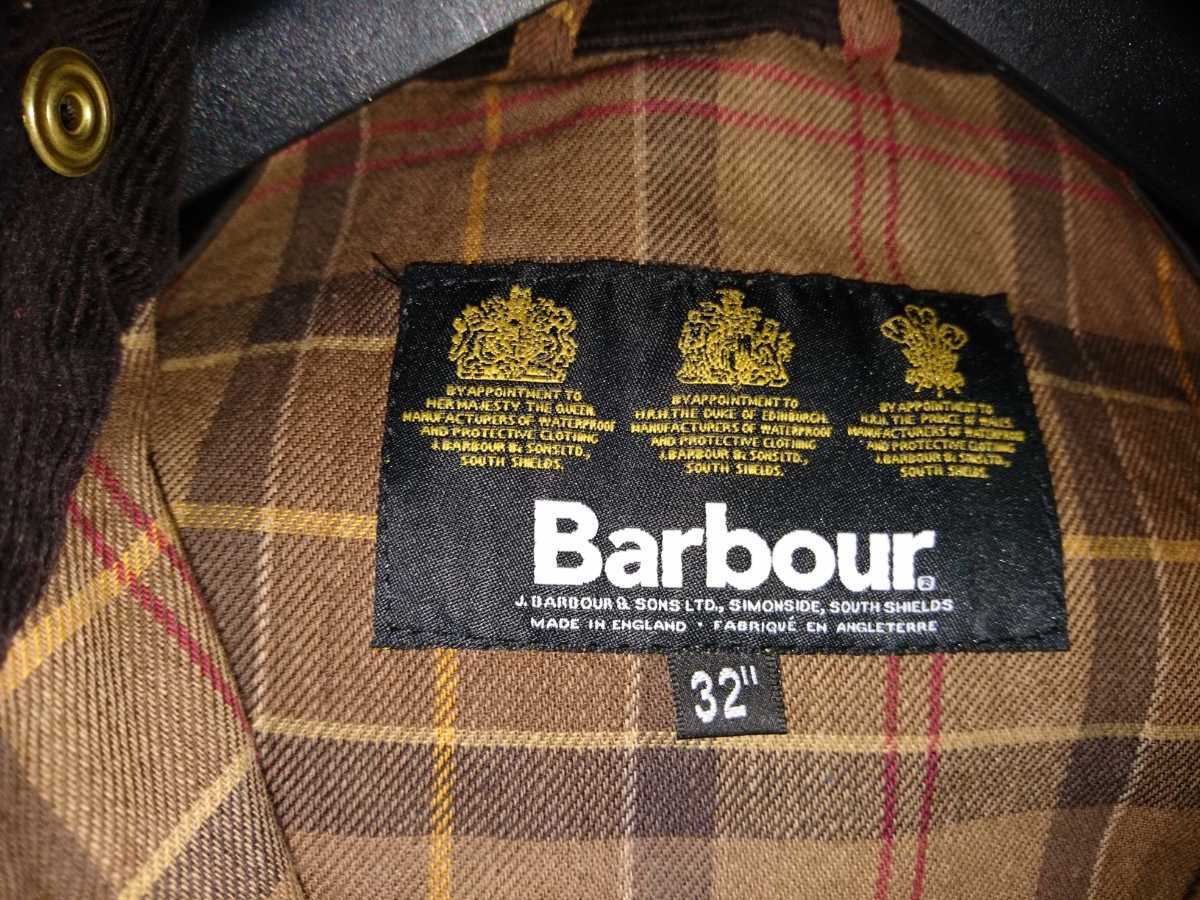 BY APPOINTMENT TO
HER MAJESTY THE QUEEN
MANUFACTURERS OF WATERPROOF
AND PROTECTIVE CLOTHING
J.BARBOUR & SONS LTD.,
SOUTH SHIELDS.
BY APPOINTMENT TO
H.R.H. THE DUKE OF EDINBURGH
MANUFACTURERS OF WATERPROOF
AND PROTECTIVE CLOTHING
J.BARBOUR & SONS LTD.,
SOUTH SHIELDS.
BY APPOINTMENT TO
H.R.H. THE PRINCE OF WALES
MANUFACTURERS OF WATERPROOF
AND PROTECTIVE CLOTHING
J.BARBOUR & SONS LTD.,
SOUTH SHIELDS.
Barbour®
J. BARBOUR & SONS LTD., SIMONSIDE, SOUTH SHIELDS
MADE IN ENGLAND · FABRIQUÉ EN ANGLETERRE
32"